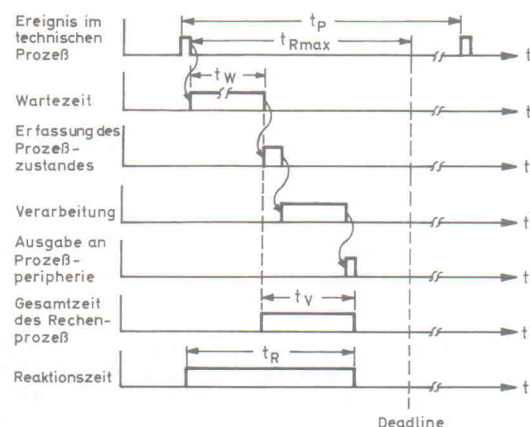 Ereignis im
technischen
Prozeß
t_P
t_Rmax
t
Wartezeit
t_W
t
Erfassung des
Prozeß-
zustandes
t
Verarbeitung
t
Ausgabe an
Prozeß-
peripherie
t
Gesamtzeit
des Rechen-
prozeß
t_V
t
Reaktionszeit
t_R
t
Deadline